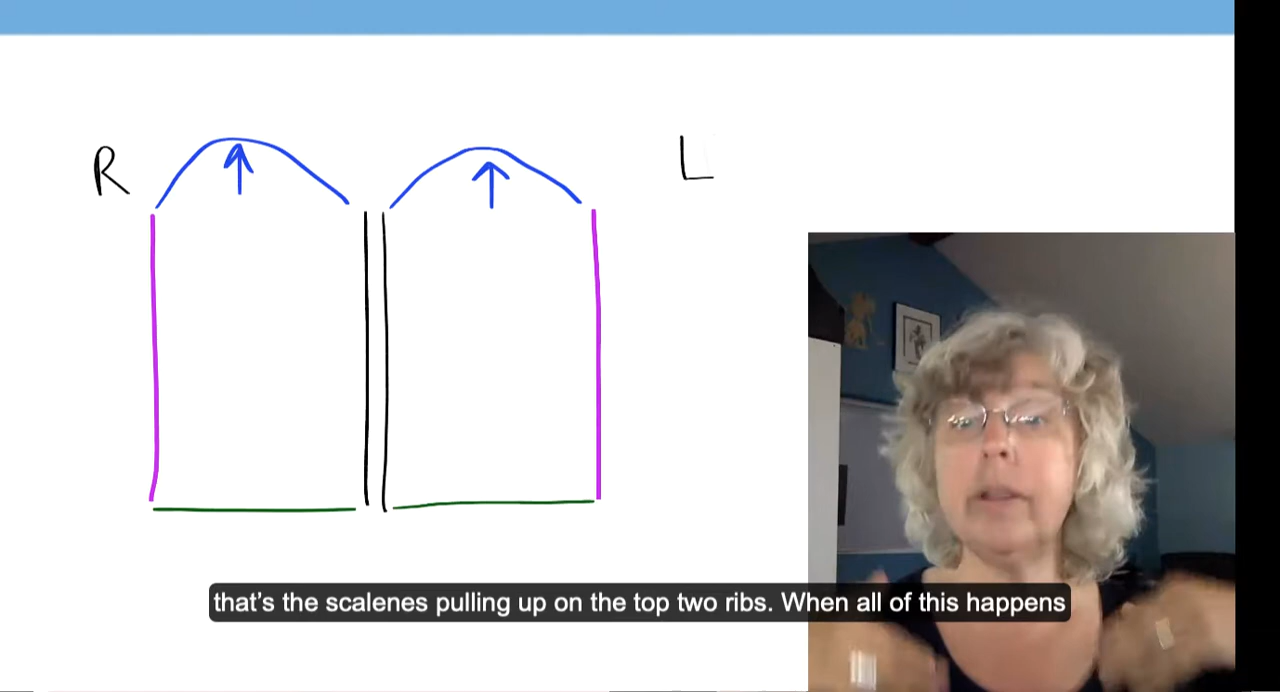 R
L
that's the scalenes pulling up on the top two ribs. When all of this happens